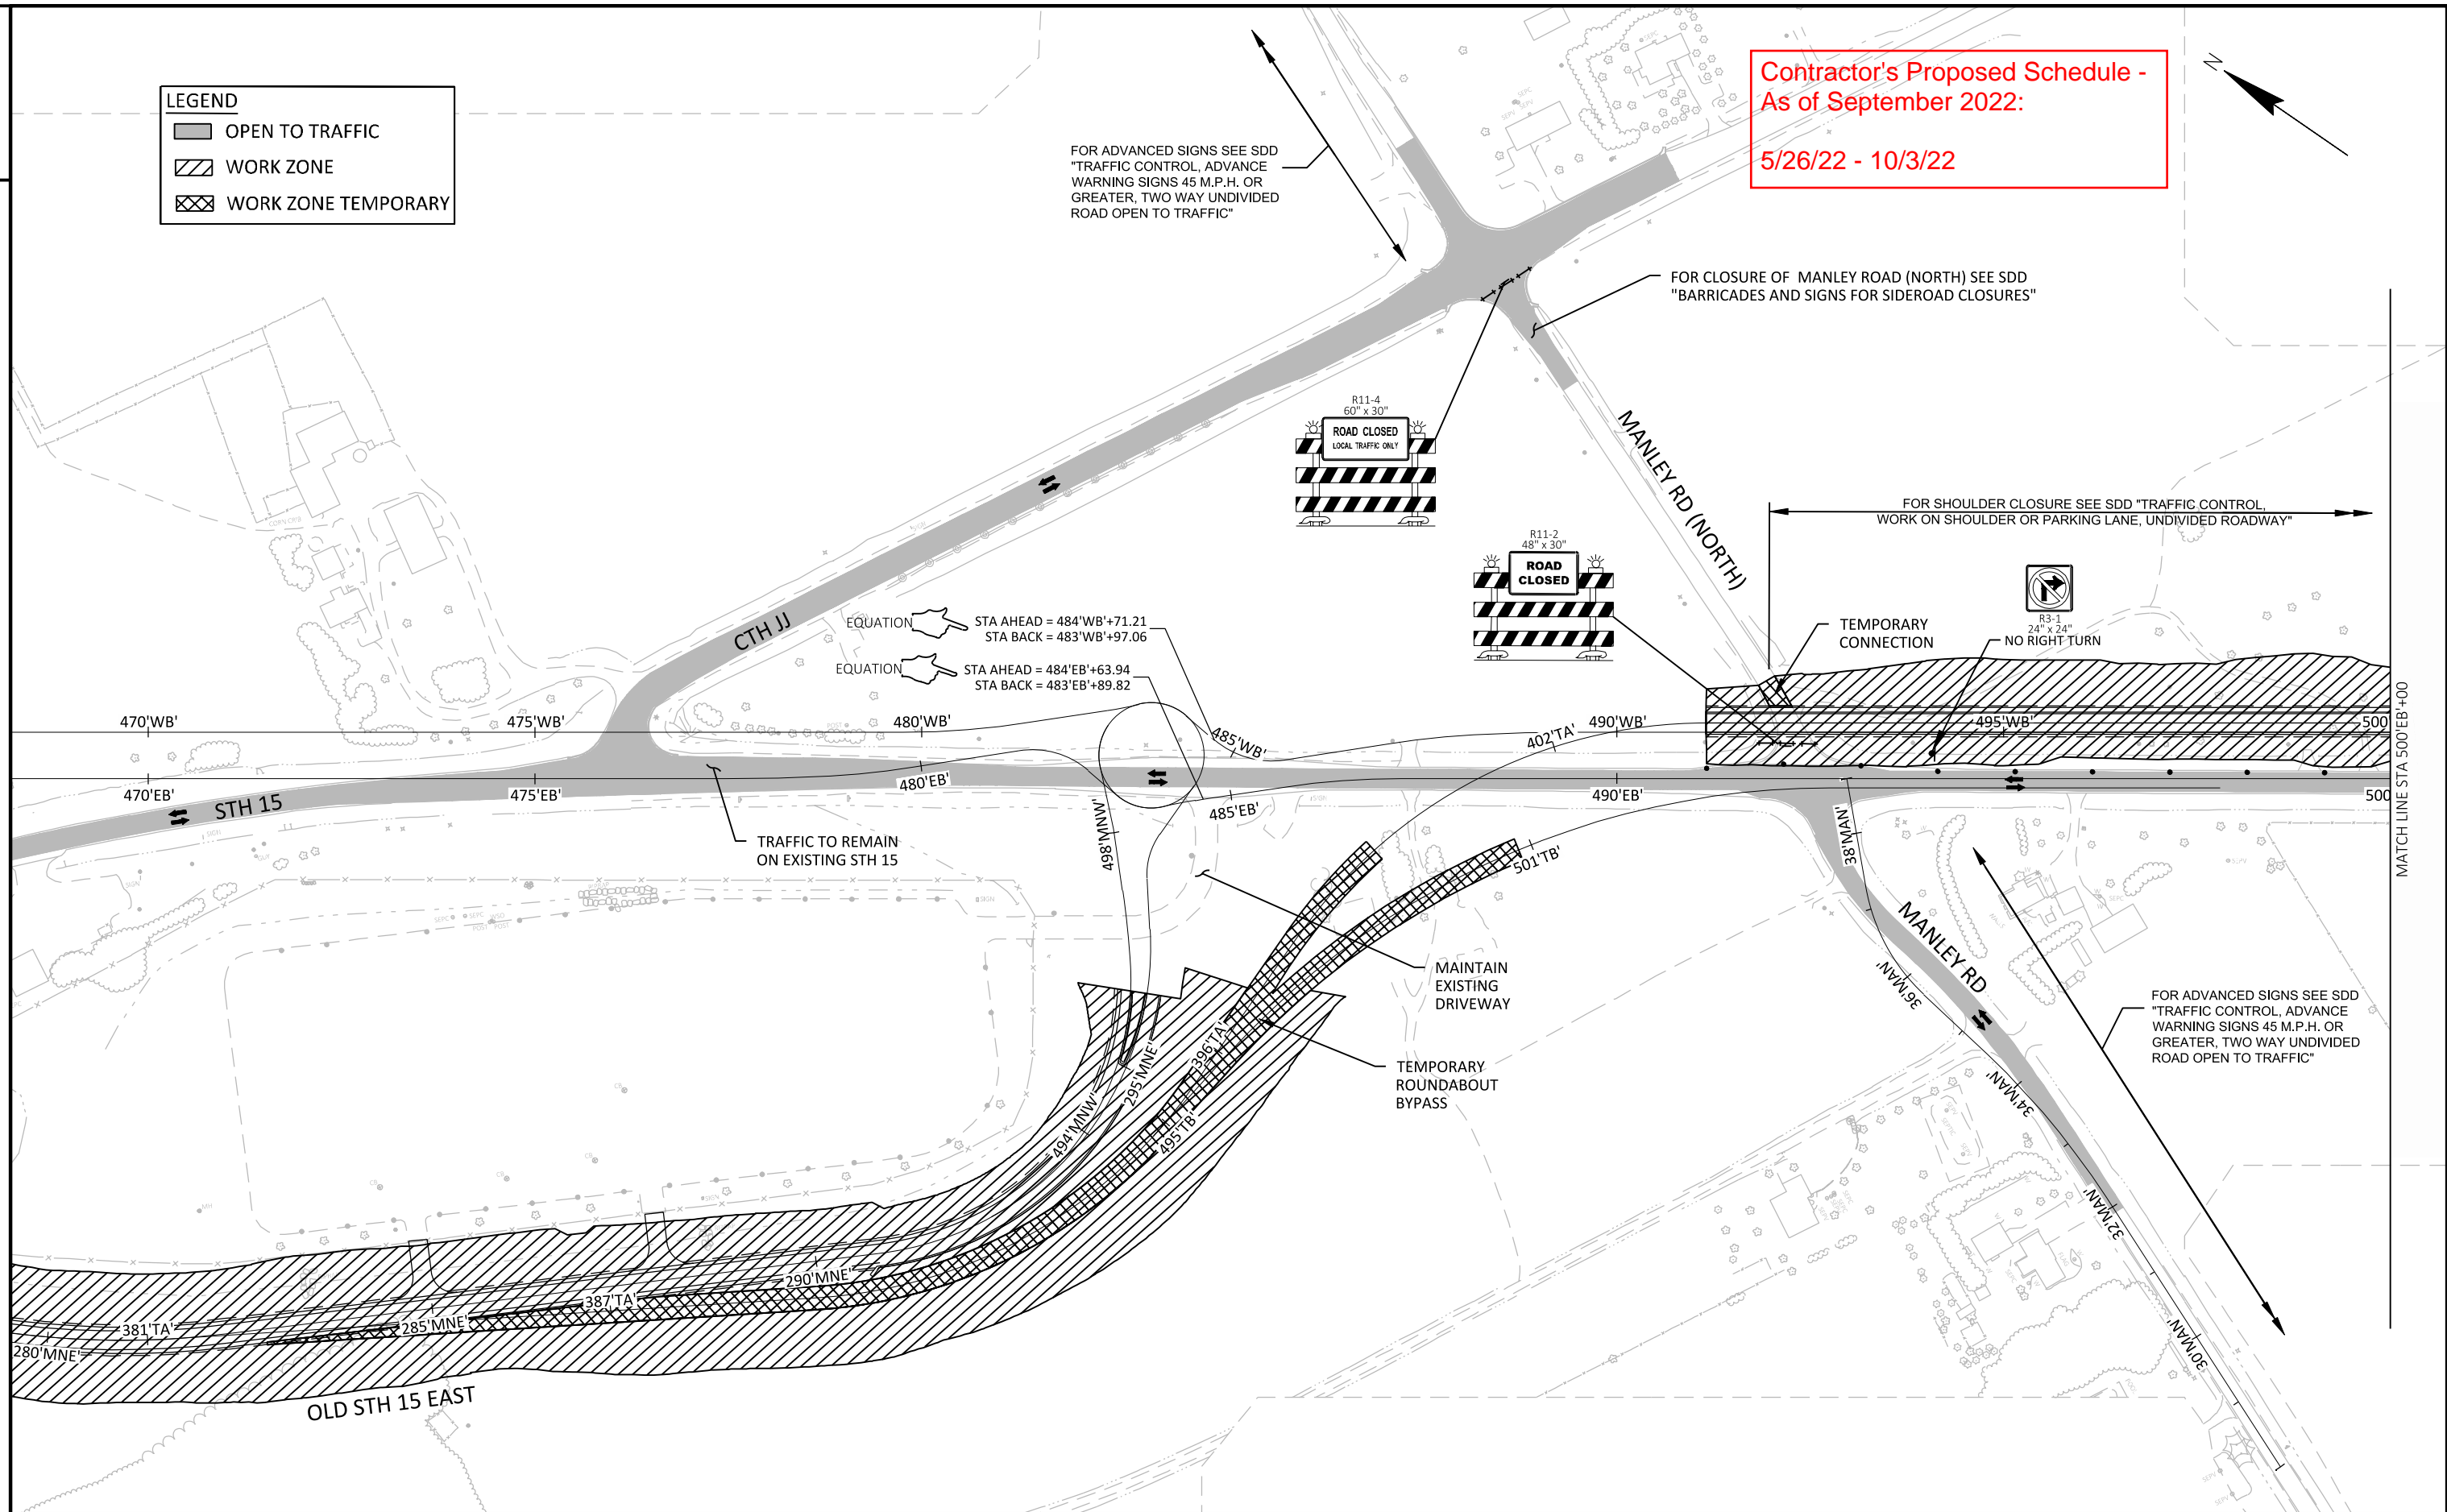 LEGEND
OPEN TO TRAFFIC
WORK ZONE
WORK ZONE TEMPORARY
Contractor's Proposed Schedule -
As of September 2022:
5/26/22 - 10/3/22
N
FOR ADVANCED SIGNS SEE SDD
"TRAFFIC CONTROL, ADVANCE
WARNING SIGNS 45 M.P.H. OR
GREATER, TWO WAY UNDIVIDED
ROAD OPEN TO TRAFFIC"
FOR CLOSURE OF MANLEY ROAD (NORTH) SEE SDD
"BARRICADES AND SIGNS FOR SIDEROAD CLOSURES"
R11-4
60" x 30"
ROAD CLOSED
LOCAL TRAFFIC ONLY
MANLEY RD (NORTH)
R11-2
48" x 30"
ROAD
CLOSED
FOR SHOULDER CLOSURE SEE SDD "TRAFFIC CONTROL,
WORK ON SHOULDER OR PARKING LANE, UNDIVIDED ROADWAY"
R3-1
24" x 24"
NO RIGHT TURN
TEMPORARY
CONNECTION
CTH JJ
EQUATION
STA AHEAD = 484'WB'+71.21
STA BACK = 483'WB'+97.06
EQUATION
STA AHEAD = 484'EB'+63.94
STA BACK = 483'EB'+89.82
470'WB'
475'WB'
480'WB'
485'WB'
402'TA'
490'WB'
495'WB'
500'
470'EB'
475'EB'
480'EB'
485'EB'
490'EB'
500
MATCH LINE STA 500'EB'+00
STH 15
TRAFFIC TO REMAIN
ON EXISTING STH 15
498'MNW'
501'TB'
38'MAN'
MANLEY RD
36'MAN'
34'MAN'
32'MAN'
30'MAN'
MAINTAIN
EXISTING
DRIVEWAY
TEMPORARY
ROUNDABOUT
BYPASS
FOR ADVANCED SIGNS SEE SDD
"TRAFFIC CONTROL, ADVANCE
WARNING SIGNS 45 M.P.H. OR
GREATER, TWO WAY UNDIVIDED
ROAD OPEN TO TRAFFIC"
396'TA'
295'MNE'
494'MNW'
495'TB'
290'MNE'
387'TA'
285'MNE'
381'TA'
280'MNE'
OLD STH 15 EAST